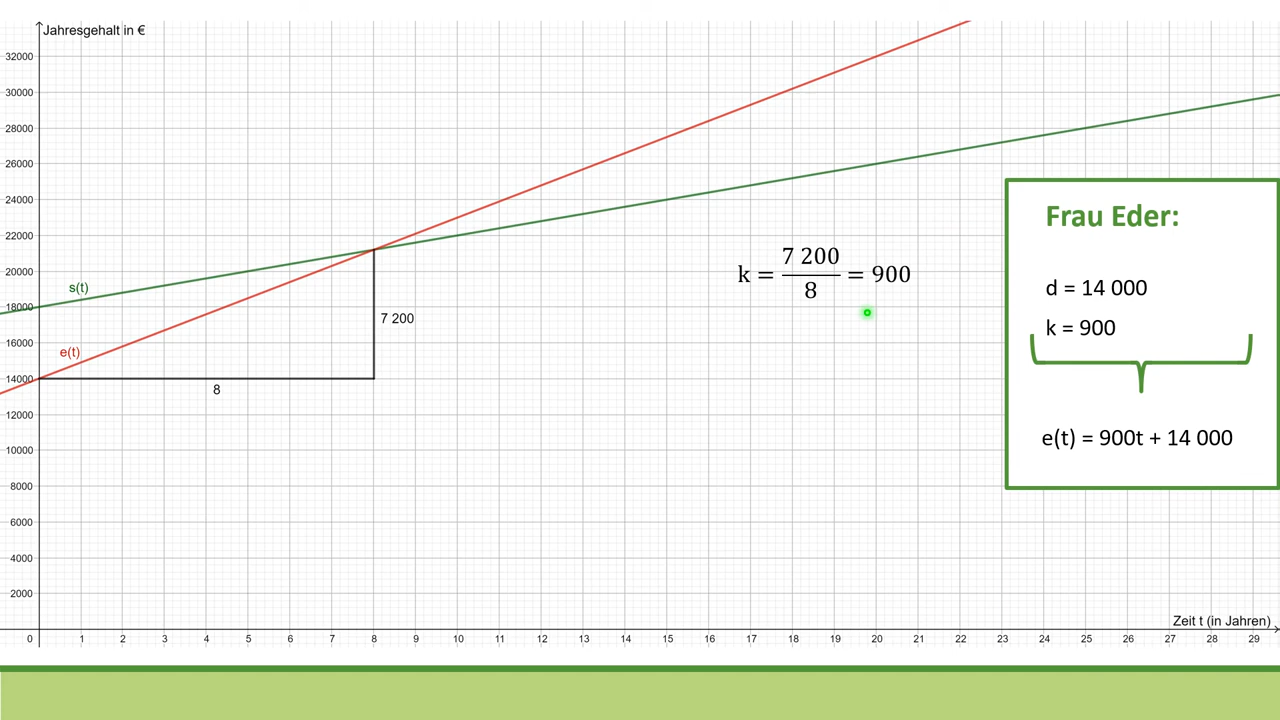 Jahresgehalt in €
32000
30000
28000
26000
24000
22000
20000
18000
16000
14000
12000
10000
8000
6000
4000
2000
s(t)
e(t)
7 200
8
k = 7 200 / 8 = 900
Frau Eder:
d = 14 000
k = 900
e(t) = 900t + 14 000
Zeit t (in Jahren)
0 1 2 3 4 5 6 7 8 9 10 11 12 13 14 15 16 17 18 19 20 21 22 23 24 25 26 27 28 29